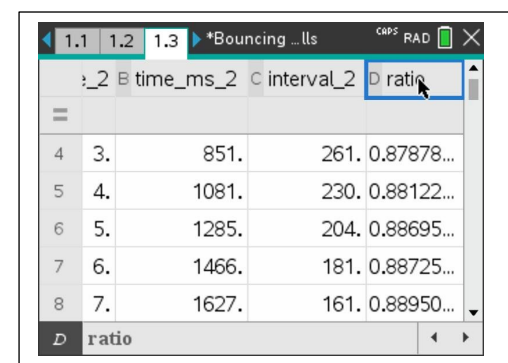 1.1 1.2 1.3 *Bouncing …lls CAPS RAD
e_2 B time_ms_2 C interval_2 D ratio
=
4 3. 851. 261. 0.87878…
5 4. 1081. 230. 0.88122…
6 5. 1285. 204. 0.88695…
7 6. 1466. 181. 0.88725…
8 7. 1627. 161. 0.88950…
D ratio